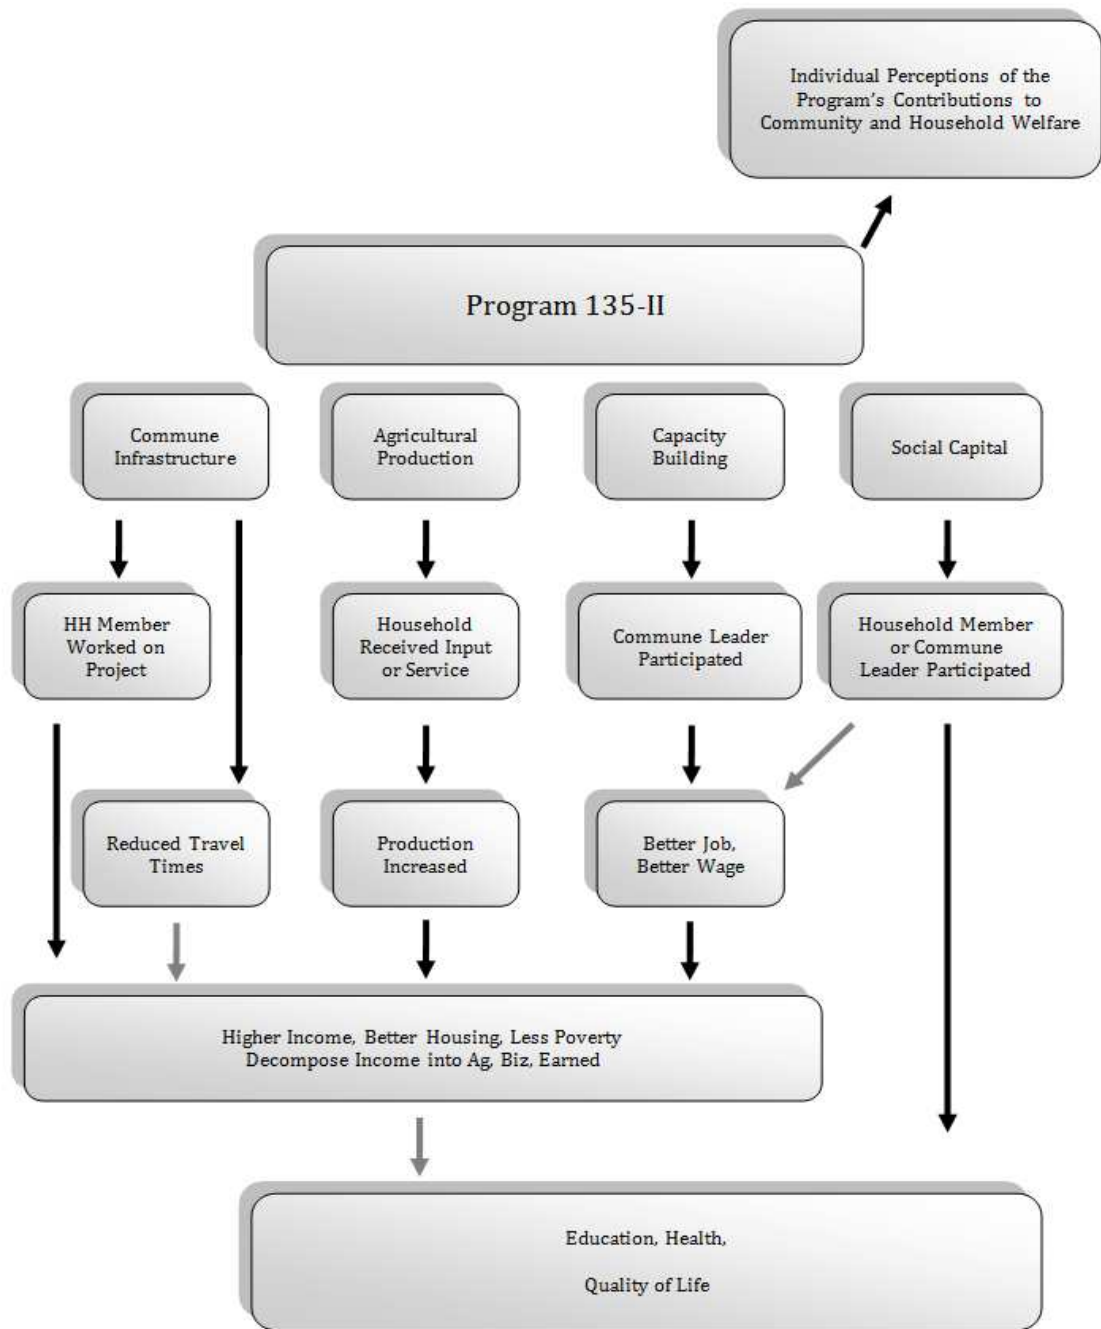 Individual Perceptions of the
Program's Contributions to
Community and Household Welfare
Program 135-II
Commune
Infrastructure
Agricultural
Production
Capacity
Building
Social Capital
HH Member
Worked on
Project
Household
Received Input
or Service
Commune Leader
Participated
Household Member
or Commune
Leader Participated
Reduced Travel
Times
Production
Increased
Better Job,
Better Wage
Higher Income, Better Housing, Less Poverty
Decompose Income into Ag, Biz, Earned
Education, Health,
Quality of Life